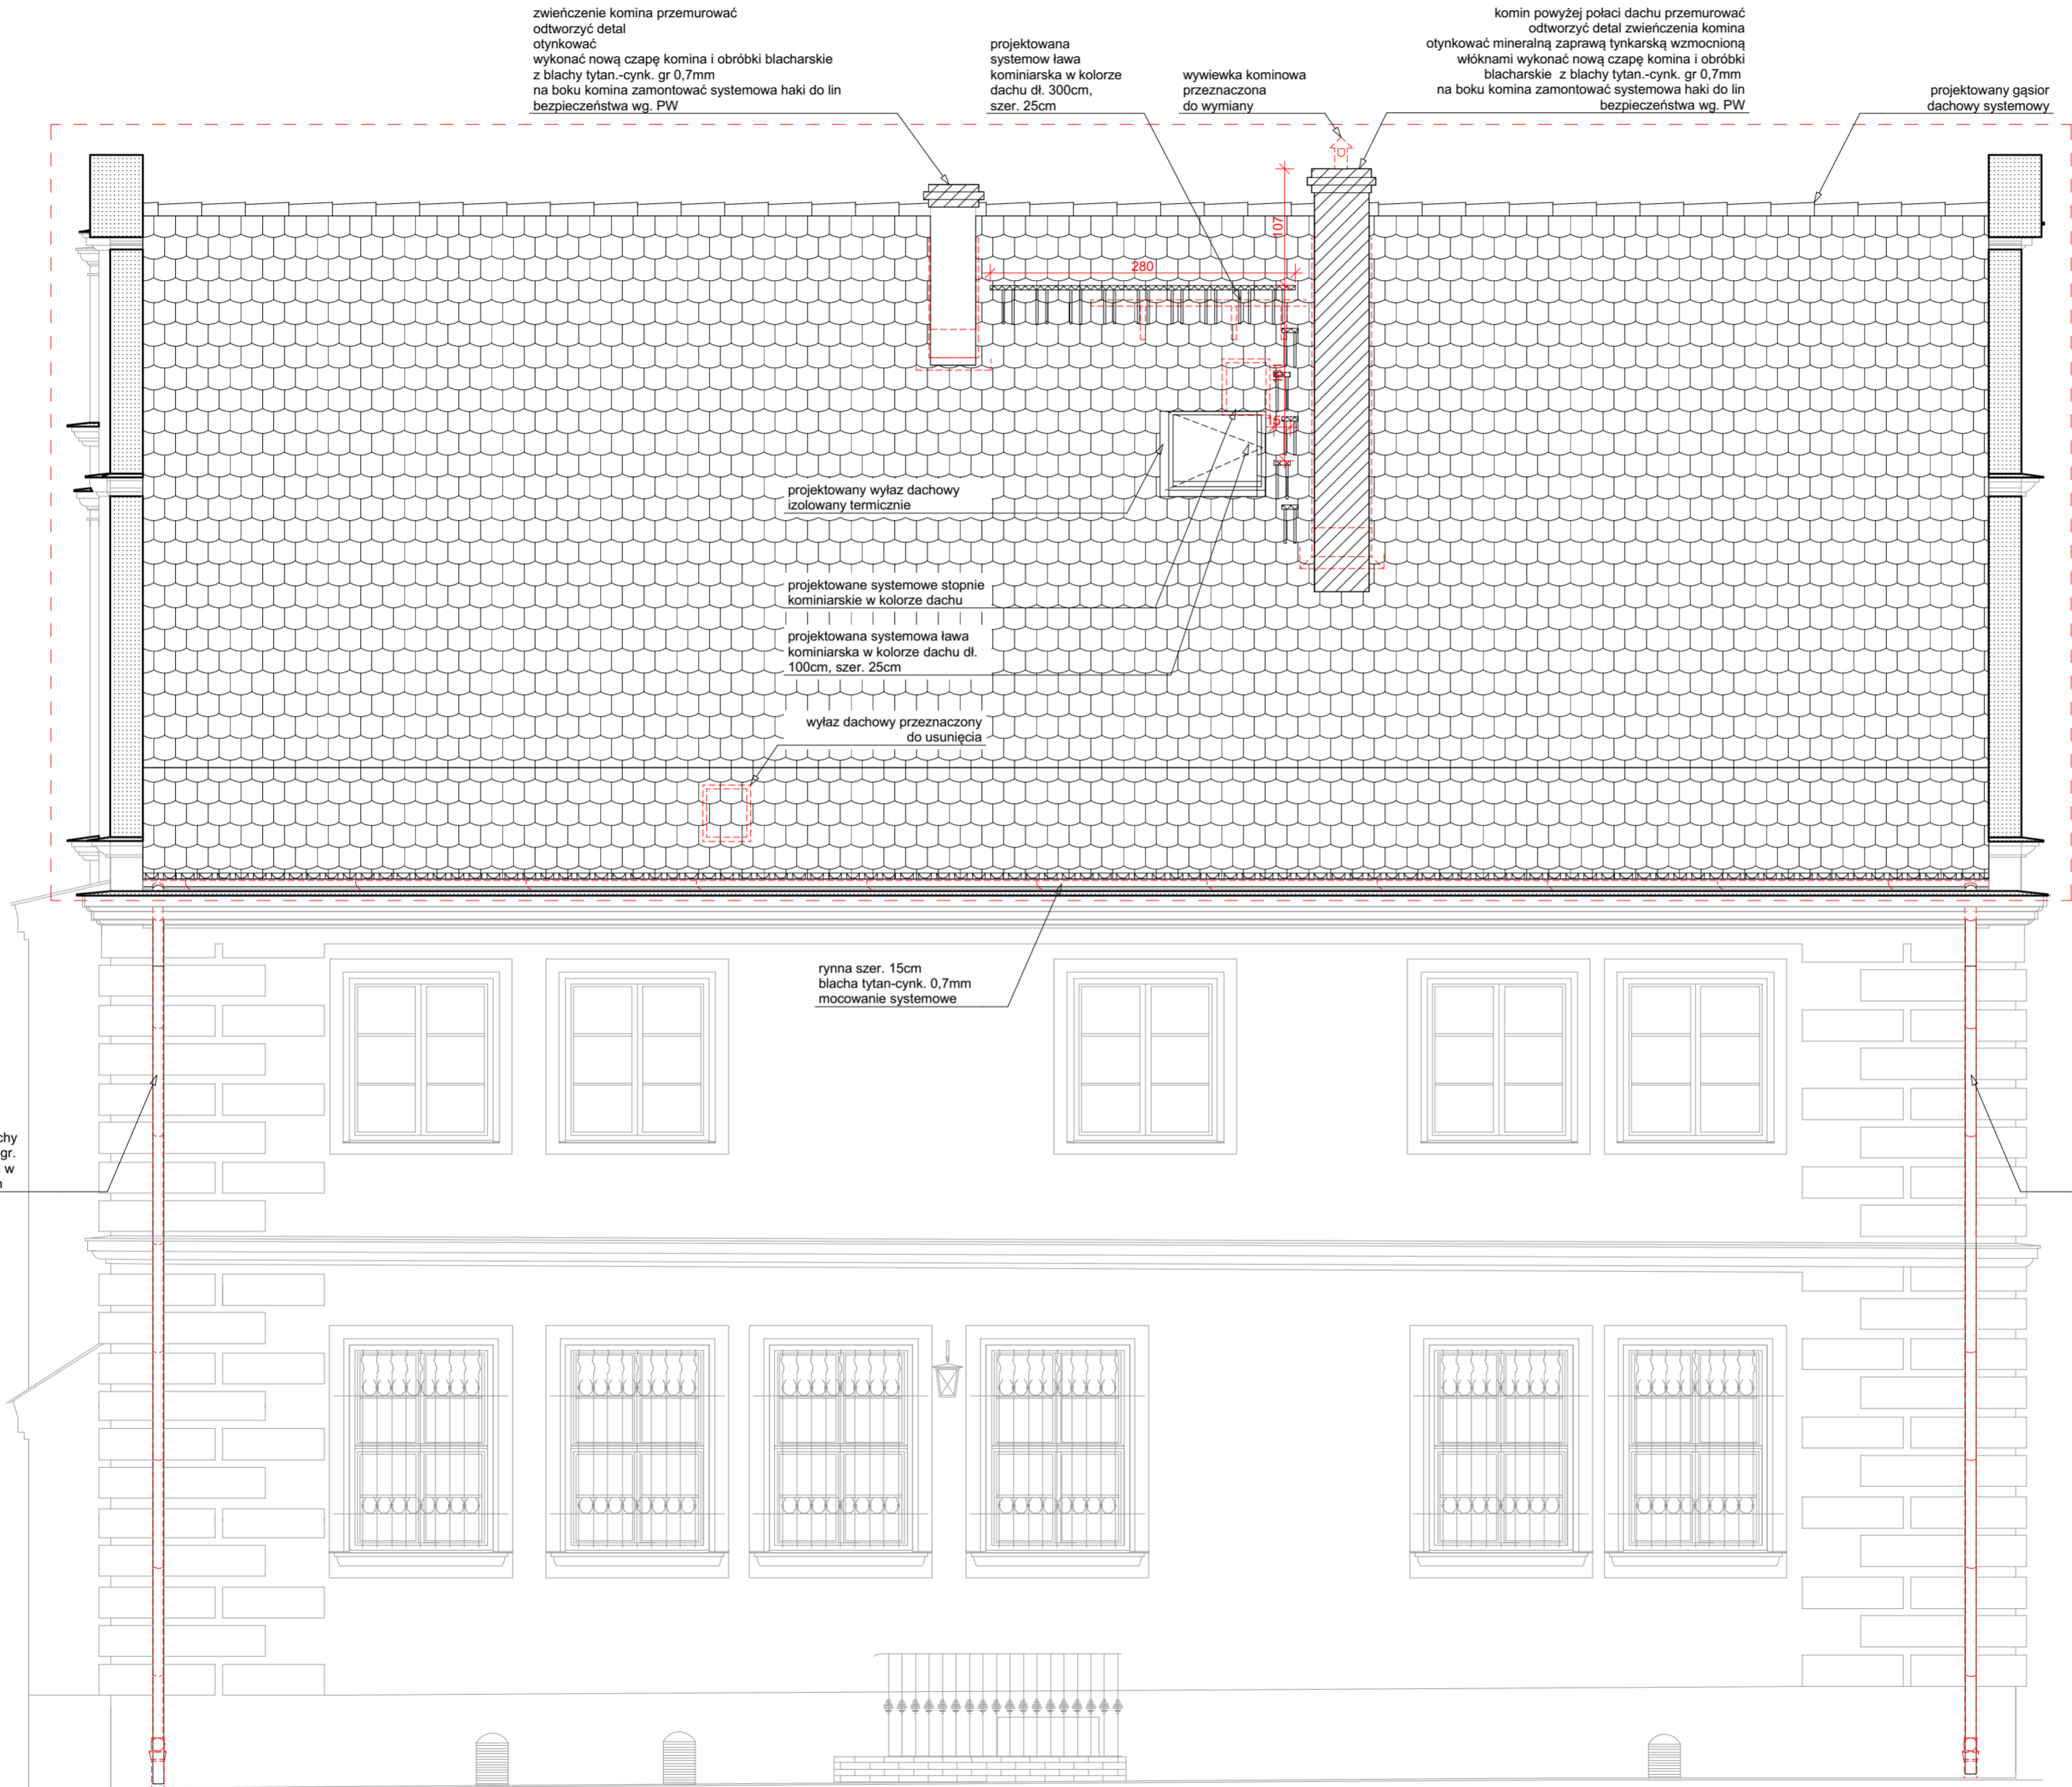 zwieńczenie komina przemurować
odtworzyć detal
otynkować
wykonać nową czapę komina i obróbki blacharskie
z blachy tytan.-cynk. gr 0,7mm
na boku komina zamontować systemowa haki do lin
bezpieczeństwa wg. PW
projektowana
systemow ława
kominiarska w kolorze
dachu dł. 300cm,
szer. 25cm
wywiewka kominowa
przeznaczona
do wymiany
komin powyżej połaci dachu przemurować
odtworzyć detal zwieńczenia komina
otynkować mineralną zaprawą tynkarską wzmocnioną
włóknami wykonać nową czapę komina i obróbki
blacharskie z blachy tytan.-cynk. gr 0,7mm
na boku komina zamontować systemowa haki do lin
bezpieczeństwa wg. PW
projektowany gąsior
dachowy systemowy
107
280
15
projektowany wyłaz dachowy
izolowany termicznie
projektowane systemowe stopnie
kominiarskie w kolorze dachu
projektowana systemowa ława
kominiarska w kolorze dachu dł.
100cm, szer. 25cm
wyłaz dachowy przeznaczony
do usunięcia
rynna szer. 15cm
blacha tytan-cynk. 0,7mm
mocowanie systemowe
chy
gr.
w